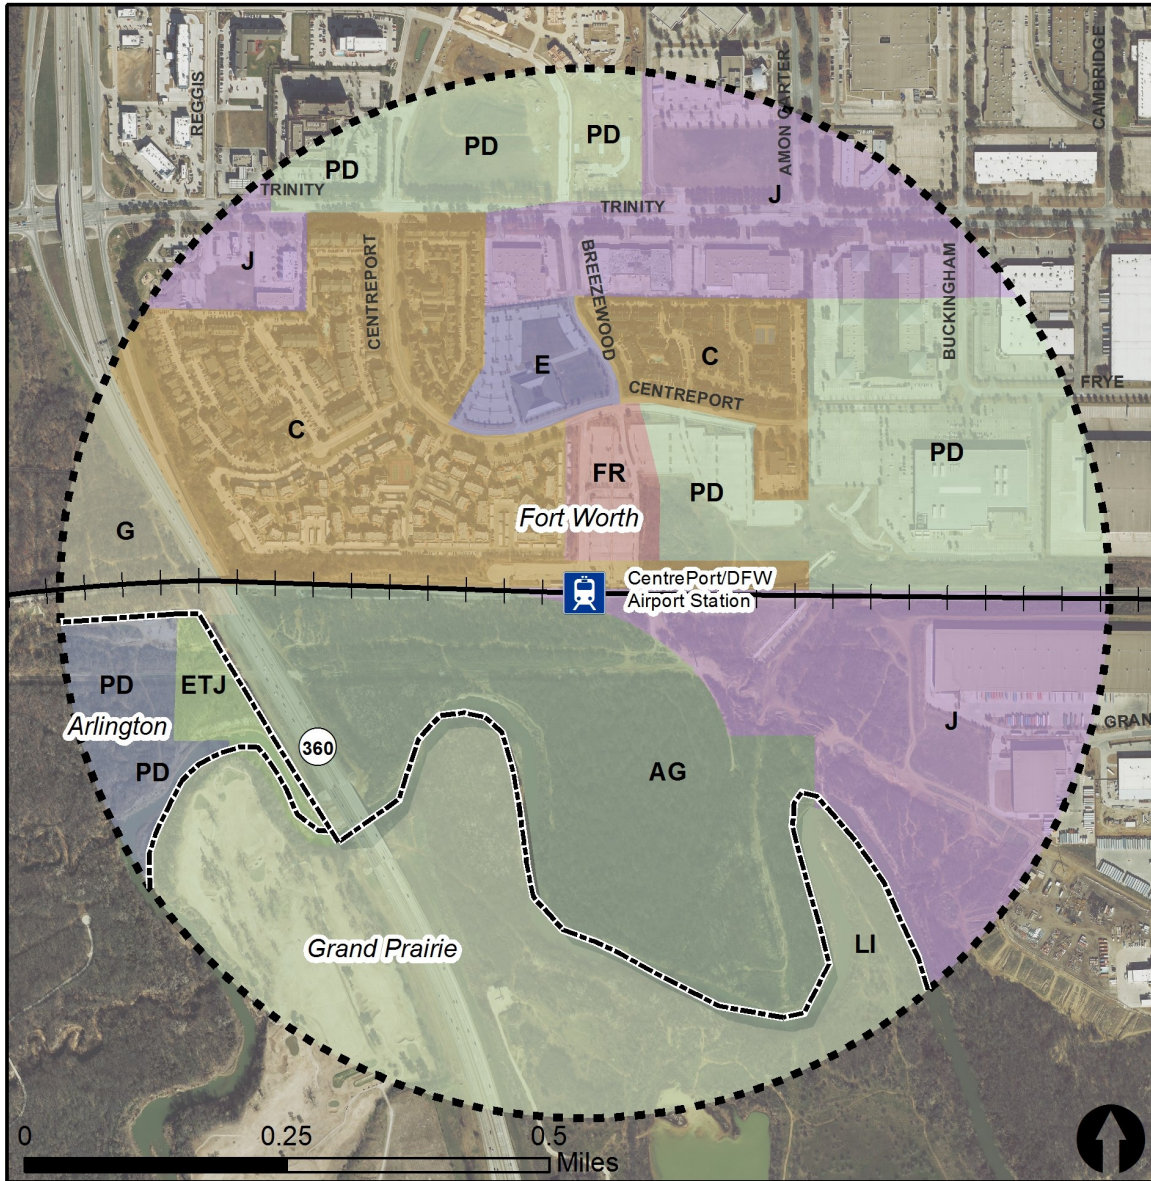 REGGIS
AMON CARTER
CAMBRIDGE
PD
PD
PD
TRINITY
TRINITY
J
J
CENTREPORT
BREEZEWOOD
BUCKINGHAM
E
C
FRYE
CENTREPORT
C
FR
PD
PD
Fort Worth
G
CentrePort/DFW
Airport Station
PD
ETJ
Arlington
J
GRAN
360
PD
AG
LI
Grand Prairie
0
0.25
0.5
Miles